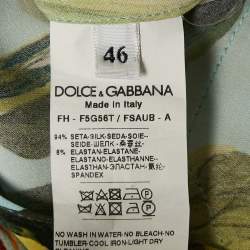 46
DOLCE & GABBANA
Made in Italy
FH - F5G56T / FSAUB - A
94% SETA-SILK-SEDA-SOIE-
SEIDE-ШЕЛК -
6% ELASTAN-ELASTANE-
ELASTANO-ELASTHANNE-
ELASTHAN-ЭЛАСТАН,
SPANDEX
NO WASH IN WATER-NO BLEACH-NO
TUMBLER-COOL IRON-LIGHT DRY